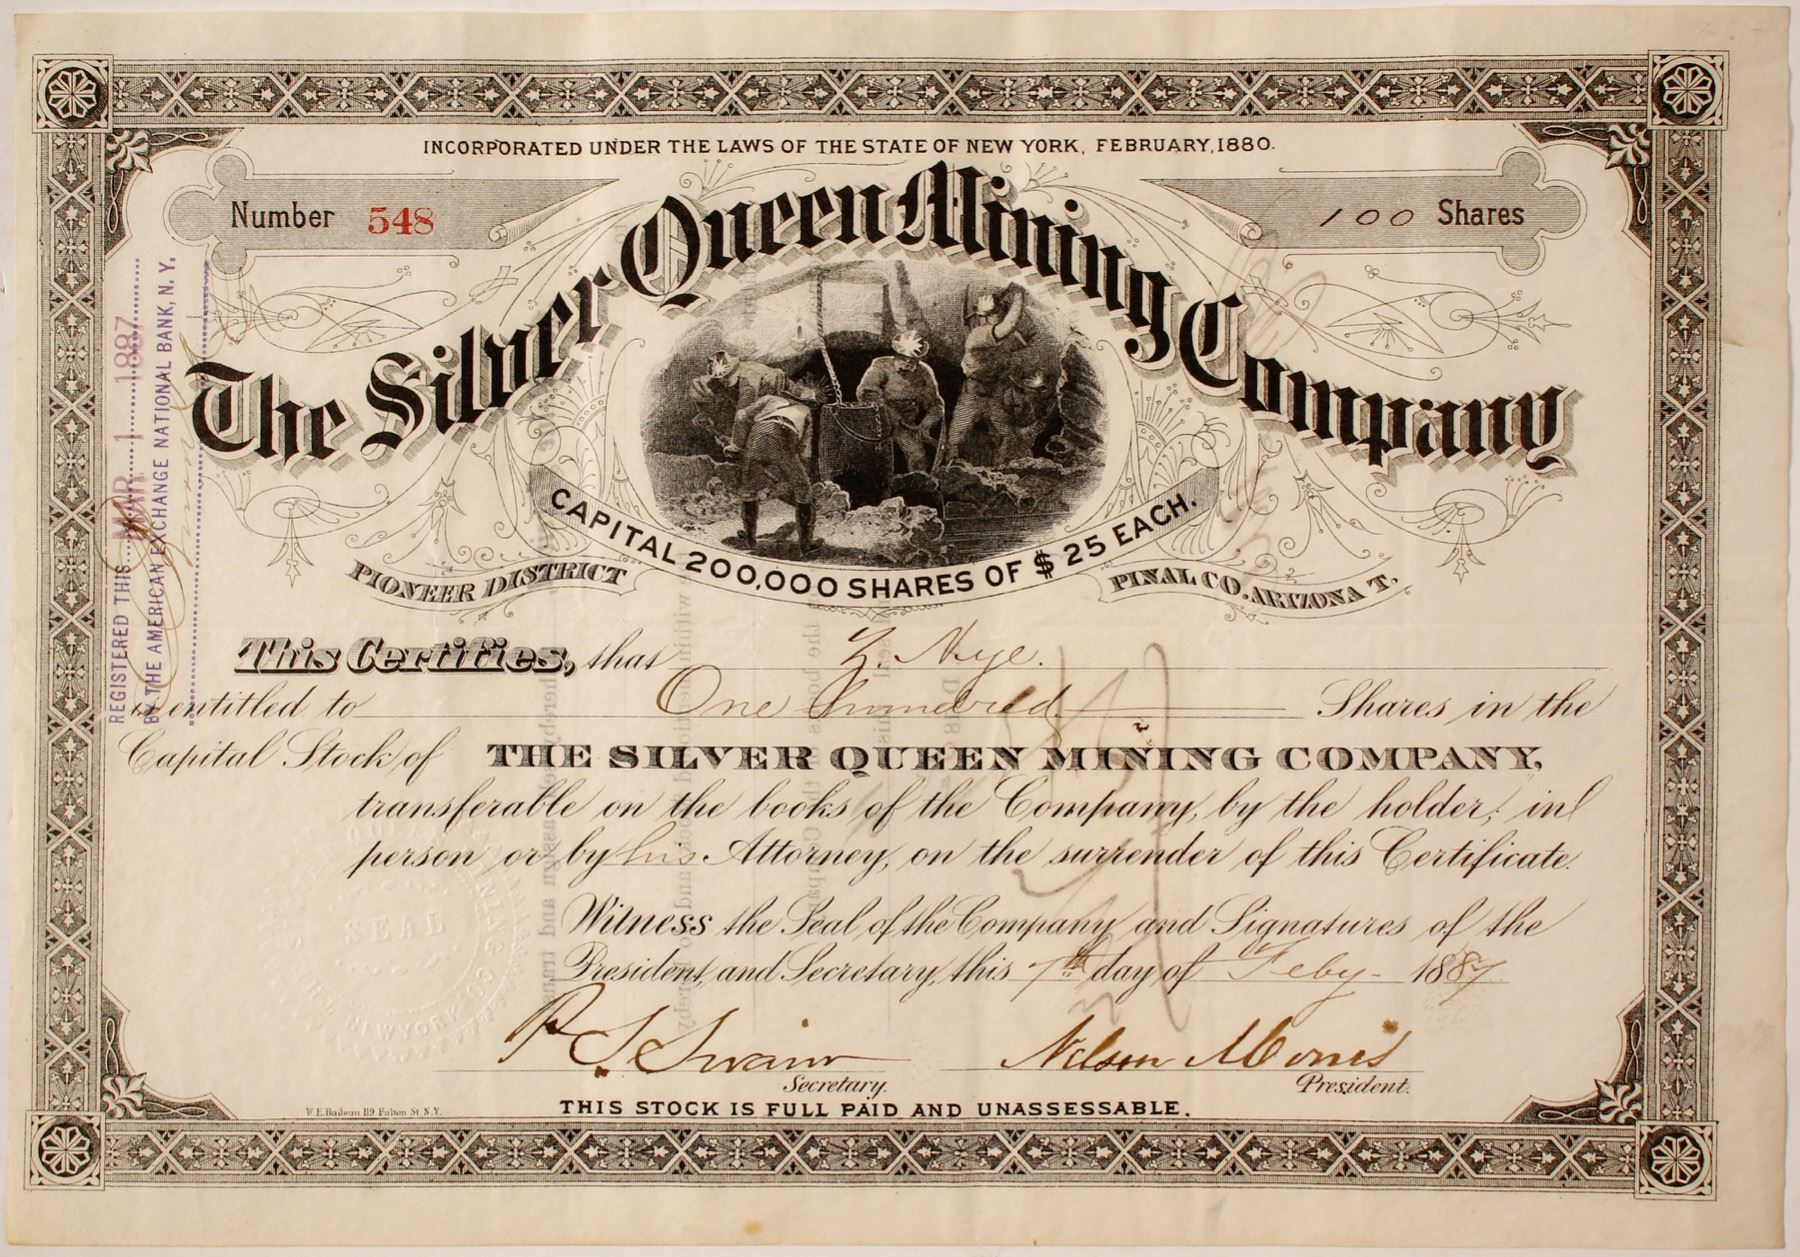 INCORPORATED UNDER THE LAWS OF THE STATE OF NEW YORK, FEBRUARY, 1880.
Number 548
100 Shares
The Silver Queen Mining Company
CAPITAL 200,000 SHARES OF $25 EACH.
PIONEER DISTRICT
PINAL CO. ARIZONA T.
REGISTERED THIS MAR 1 1887
BY THE AMERICAN EXCHANGE NATIONAL BANK, N. Y.
This Certifies, that Z. Nye.
is entitled to One Hundred Shares in the
Capital Stock of THE SILVER QUEEN MINING COMPANY,
transferable on the books of the Company, by the holder, in
person or by his Attorney, on the surrender of this Certificate.
Witness the Seal of the Company and Signatures of the
President, and Secretary, this 7th day of Feby- 1887
SEAL
NEW YORK
P. S. Swain
Nelson Morris
Secretary.
President.
119 Fulton St. N.Y.
THIS STOCK IS FULL PAID AND UNASSESSABLE.